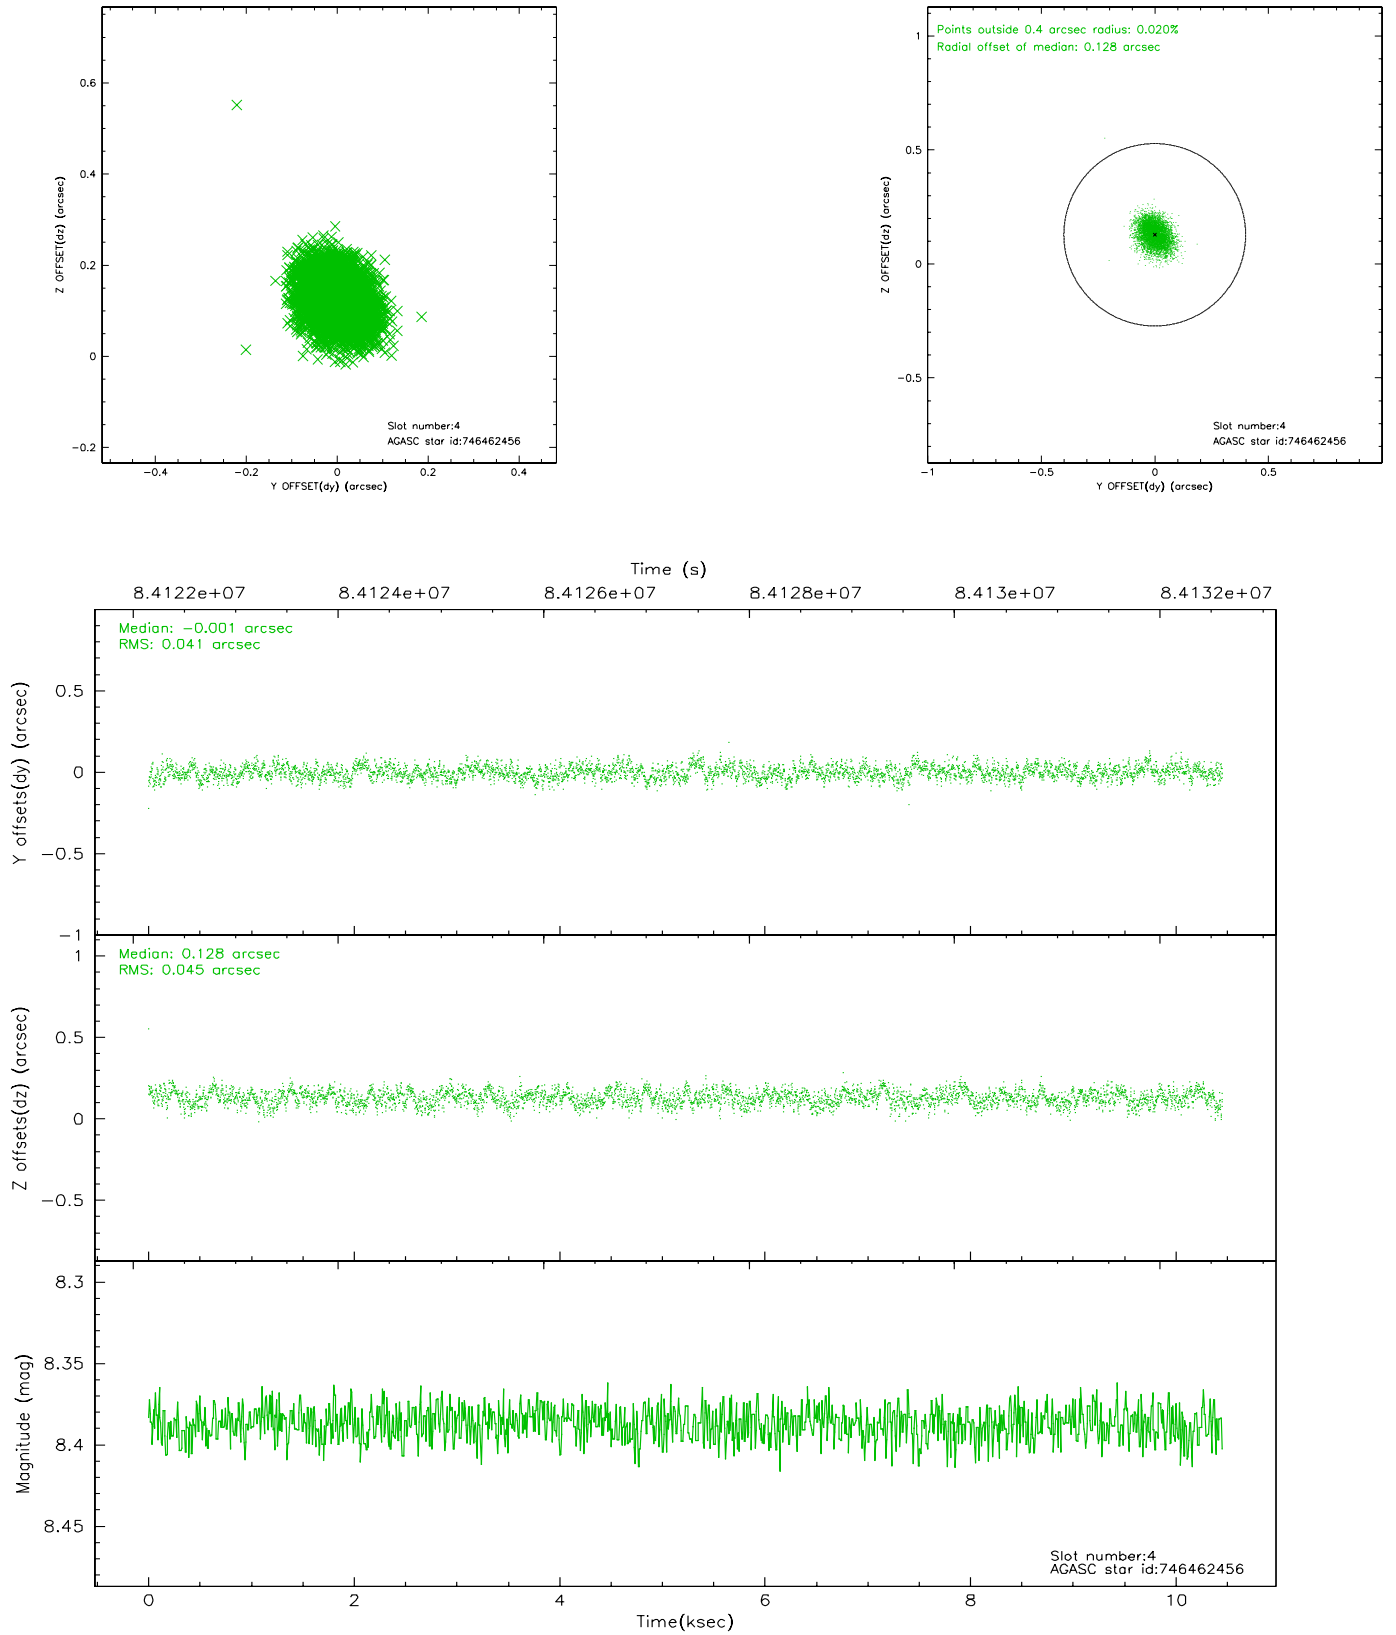 0.6
0.4
0.2
0
−0.2
Z OFFSET(dz) (arcsec)
−0.4
−0.2
0
0.2
0.4
Y OFFSET(dy) (arcsec)
Slot number:4
AGASC star id:746462456
Points outside 0.4 arcsec radius: 0.020%
Radial offset of median: 0.128 arcsec
1
0.5
0
−0.5
Z OFFSET(dz) (arcsec)
−1
−0.5
0
0.5
Y OFFSET(dy) (arcsec)
Slot number:4
AGASC star id:746462456
Time (s)
8.4122e+07
8.4124e+07
8.4126e+07
8.4128e+07
8.413e+07
8.4132e+07
Median: −0.001 arcsec
RMS: 0.041 arcsec
0.5
0
−0.5
−1
Y offsets(dy) (arcsec)
Median: 0.128 arcsec
RMS: 0.045 arcsec
1
0.5
0
−0.5
Z offsets(dz) (arcsec)
8.3
8.35
8.4
8.45
Magnitude (mag)
Slot number:4
AGASC star id:746462456
0
2
4
6
8
10
Time(ksec)